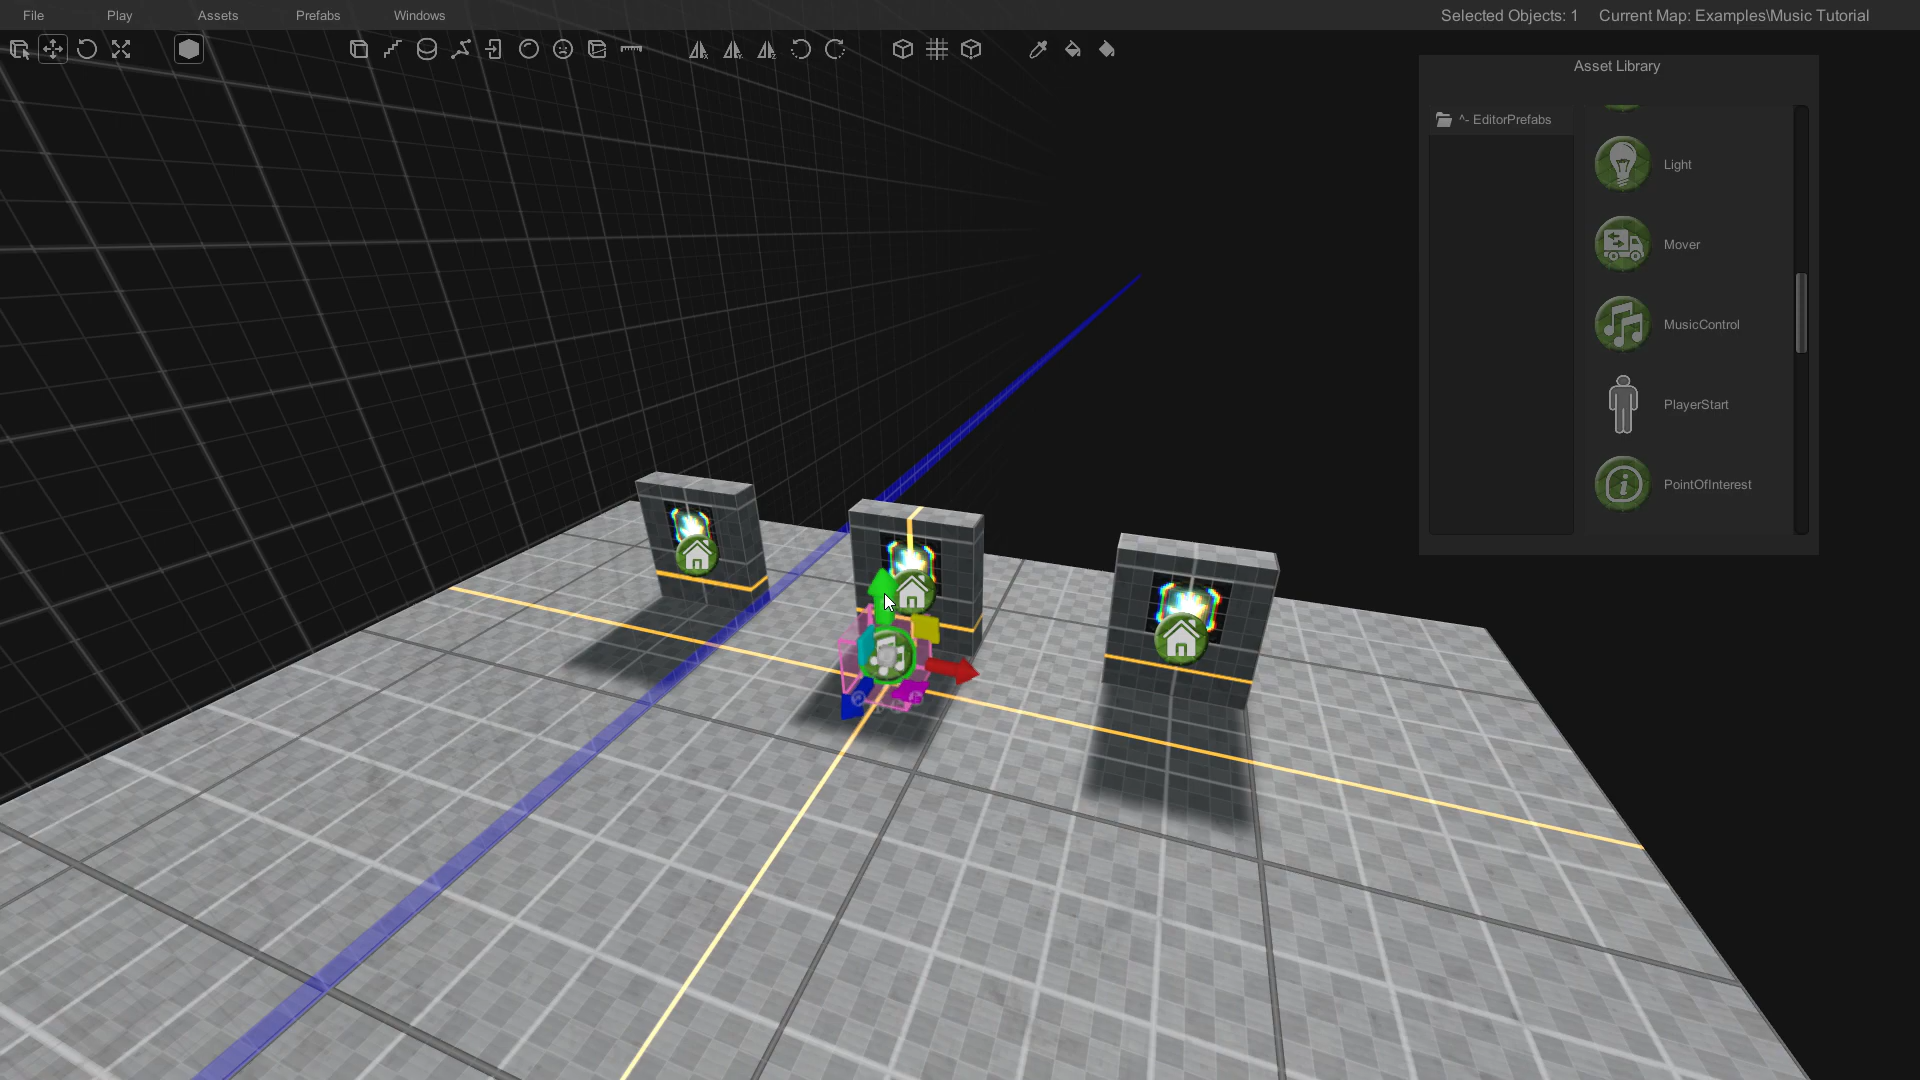 File Play Assets Prefabs Windows Selected Objects: 1 Current Map: Examples\Music Tutorial
Asset Library
^- EditorPrefabs
Light
Mover
MusicControl
PlayerStart
PointOfInterest